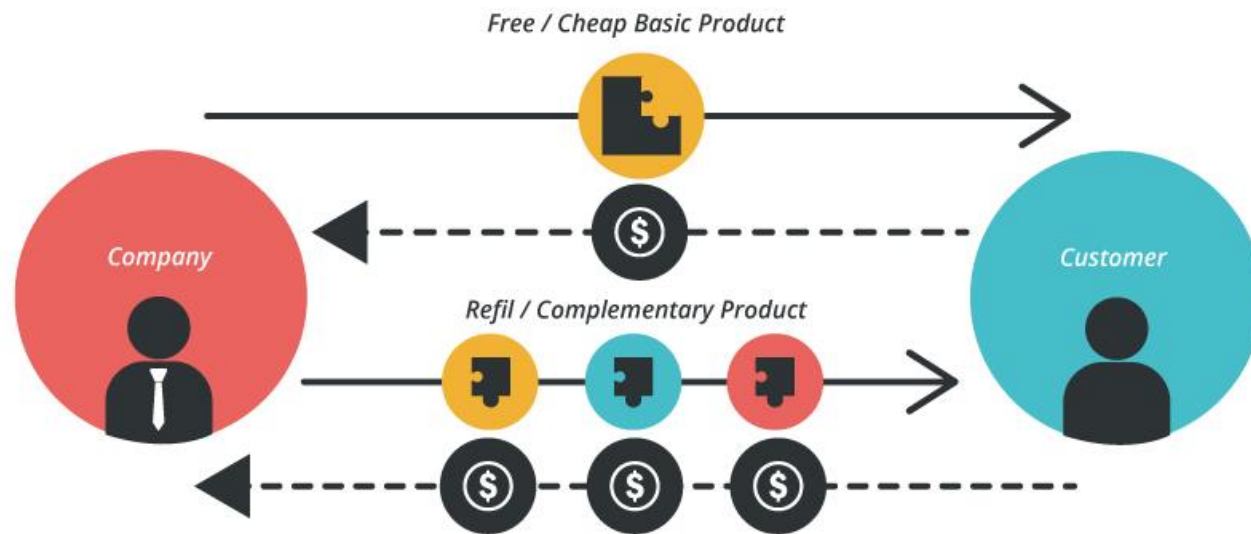 Free / Cheap Basic Product
$
Company
Customer
Refil / Complementary Product
$ $ $